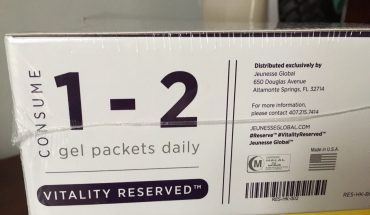 CONSUME
1 - 2
gel packets daily
VITALITY RESERVED™
Distributed exclusively by
Jeunesse Global
650 Douglas Avenue
Altamonte Springs, FL 32714
For more information,
please contact 407.215.7414
JEUNESSEGLOBAL.COM
#Reserve™ #VitalityReserved™
Jeunesse Global™
M
HALAL
Made in U.S.A.